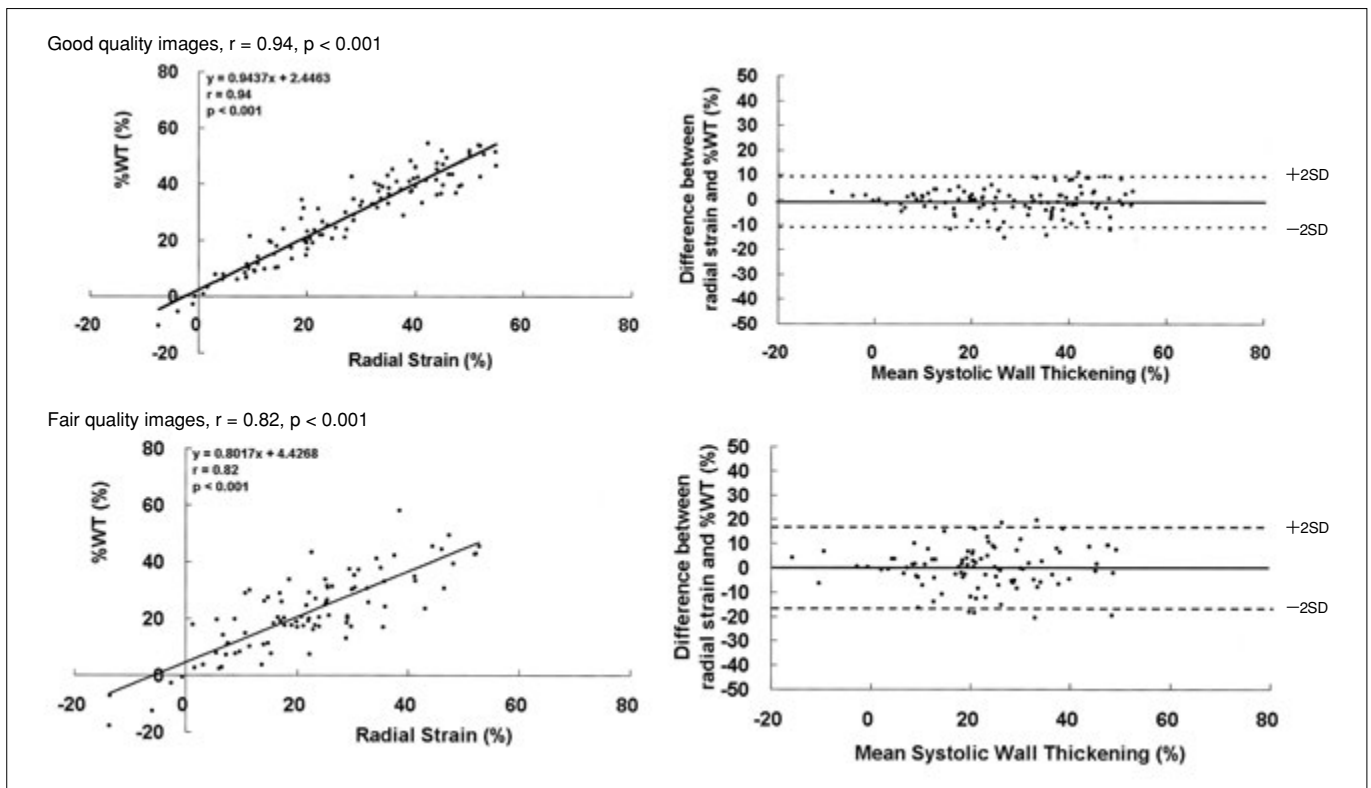 Good quality images, r = 0.94, p < 0.001
80
60
40
20
0
-20
y = 0.9437x + 2.4463
r = 0.94
p < 0.001
%WT (%)
-20 0 20 40 60 80
Radial Strain (%)
50
40
30
20
10
0
-10
-20
-30
-40
-50
Difference between
radial strain and %WT (%)
+2SD
−2SD
-20 0 20 40 60 80
Mean Systolic Wall Thickening (%)
Fair quality images, r = 0.82, p < 0.001
80
60
40
20
0
-20
y = 0.8017x + 4.4268
r = 0.82
p < 0.001
%WT (%)
-20 0 20 40 60 80
Radial Strain (%)
50
40
30
20
10
0
-10
-20
-30
-40
-50
Difference between
radial strain and %WT (%)
+2SD
−2SD
-20 0 20 40 60 80
Mean Systolic Wall Thickening (%)